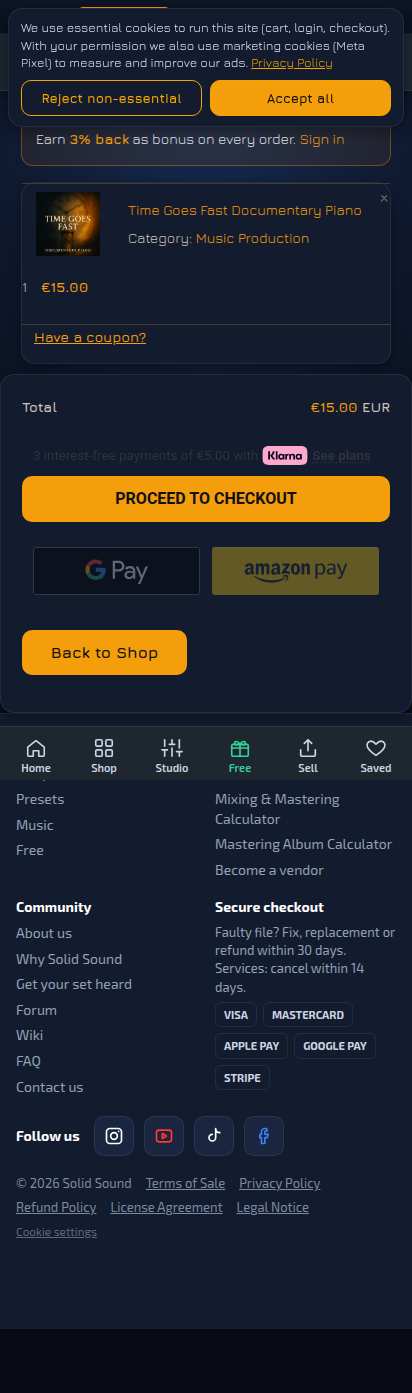 We use essential cookies to run this site (cart, login, checkout).
With your permission we also use marketing cookies (Meta
Pixel) to measure and improve our ads. Privacy Policy
Reject non-essential
Accept all
Earn 3% back as bonus on every order. Sign in
TIME GOES
FAST
Time Goes Fast Documentary Piano
×
Category: Music Production
1 €15.00
Have a coupon?
Total €15.00 EUR
3 interest-free payments of €5.00 with Klarna See plans
PROCEED TO CHECKOUT
G Pay
amazon pay
Back to Shop
Home
Shop
Studio
Free
Sell
Saved
Presets
Music
Free
Mixing & Mastering
Calculator
Mastering Album Calculator
Become a vendor
Community
About us
Why Solid Sound
Get your set heard
Forum
Wiki
FAQ
Contact us
Secure checkout
Faulty file? Fix, replacement or
refund within 30 days.
Services: cancel within 14
days.
VISA MASTERCARD
APPLE PAY GOOGLE PAY
STRIPE
Follow us
© 2026 Solid Sound Terms of Sale Privacy Policy
Refund Policy License Agreement Legal Notice
Cookie settings